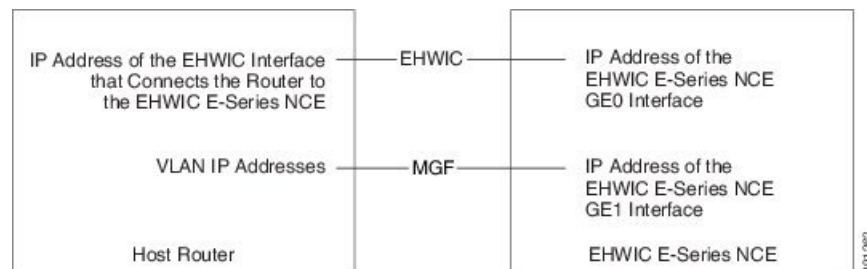 IP Address of the EHWIC Interface
that Connects the Router to
the EHWIC E-Series NCE
EHWIC
IP Address of the
EHWIC E-Series NCE
GE0 Interface
VLAN IP Addresses
MGF
IP Address of the
EHWIC E-Series NCE
GE1 Interface
Host Router
EHWIC E-Series NCE